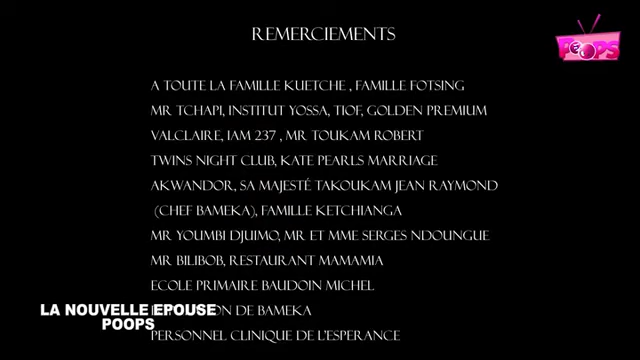 REMERCIEMENTS
POOPS
A TOUTE LA FAMILLE KUETCHE , FAMILLE FOTSING
MR TCHAPI, INSTITUT YOSSA, TIOF, GOLDEN PREMIUM
VALCLAIRE, IAM 237 , MR TOUKAM ROBERT
TWINS NIGHT CLUB, KATE PEARLS MARRIAGE
AKWANDOR, SA MAJESTÉ TAKOUKAM JEAN RAYMOND
(CHEF BAMEKA), FAMILLE KETCHIANGA
MR YOUMBI DJUIMO, MR ET MME SERGES NDOUNGUE
MR BILIBOB, RESTAURANT MAMAMIA
ECOLE PRIMAIRE BAUDOIN MICHEL
DE BAMEKA
LA NOUVELLE EPOUSE
POOPS
PERSONNEL CLINIQUE DE L'ESPERANCE